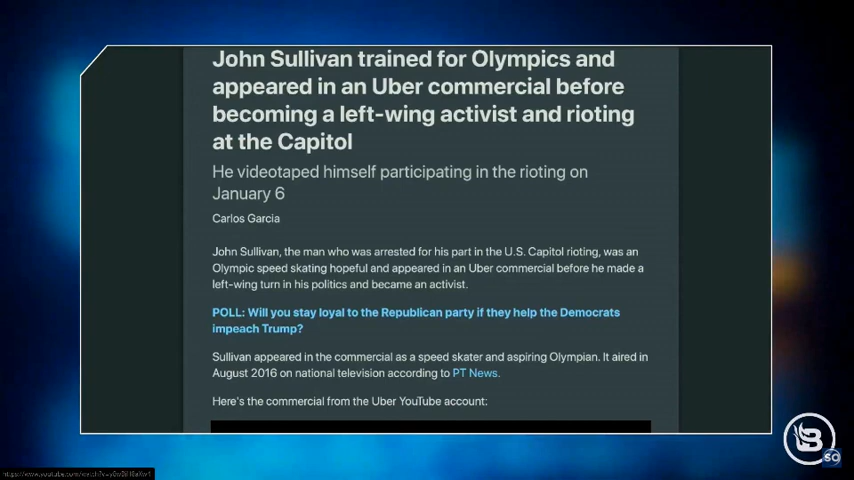 John Sullivan trained for Olympics and
appeared in an Uber commercial before
becoming a left-wing activist and rioting
at the Capitol
He videotaped himself participating in the rioting on
January 6
Carlos Garcia
John Sullivan, the man who was arrested for his part in the U.S. Capitol rioting, was an
Olympic speed skating hopeful and appeared in an Uber commercial before he made a
left-wing turn in his politics and became an activist.
POLL: Will you stay loyal to the Republican party if they help the Democrats
impeach Trump?
Sullivan appeared in the commercial as a speed skater and aspiring Olympian. It aired in
August 2016 on national television according to PT News.
Here's the commercial from the Uber YouTube account:
B
SQ